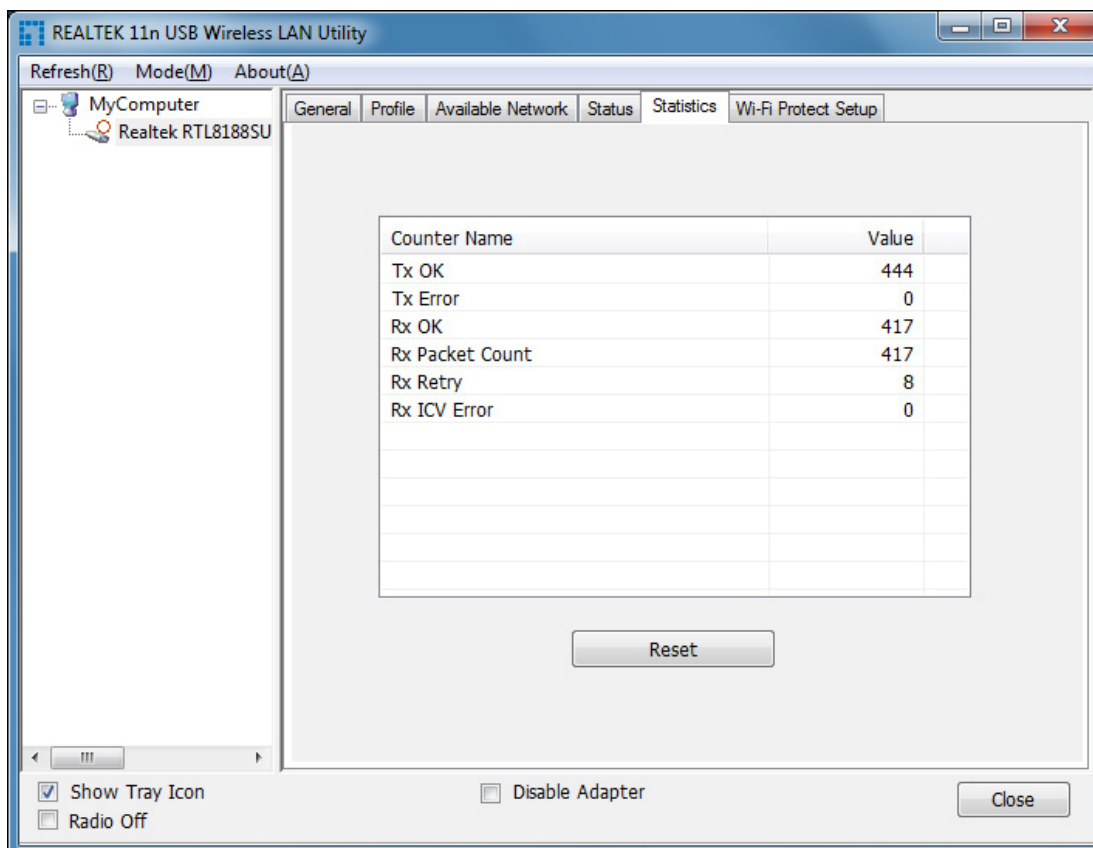 REALTEK 11n USB Wireless LAN Utility
Refresh(R) Mode(M) About(A)
MyComputer
Realtek RTL8188SU
General Profile Available Network Status Statistics Wi-Fi Protect Setup
Counter Name Value
Tx OK 444
Tx Error 0
Rx OK 417
Rx Packet Count 417
Rx Retry 8
Rx ICV Error 0
Reset
Show Tray Icon Disable Adapter
Radio Off
Close